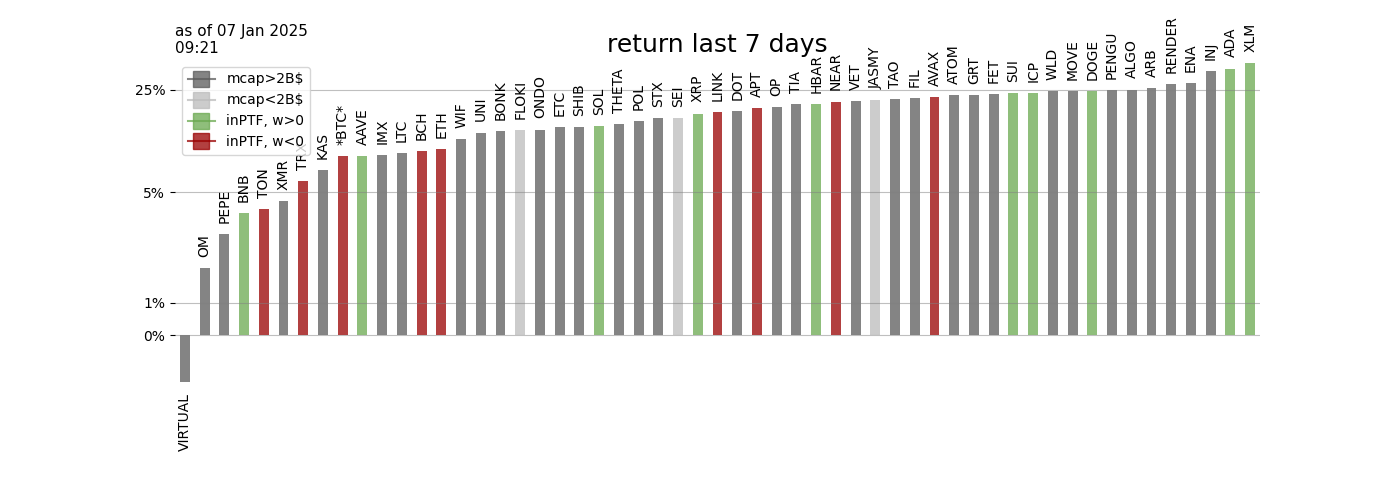 as of 07 Jan 2025
09:21
return last 7 days
mcap>2B$
mcap<2B$
inPTF, w>0
inPTF, w<0
25%
5%
1%
0%
VIRTUAL
OM
PEPE
BNB
TON
XMR
TRX
KAS
*BTC*
AAVE
IMX
LTC
BCH
ETH
WIF
UNI
BONK
FLOKI
ONDO
ETC
SHIB
SOL
THETA
POL
STX
SEI
XRP
LINK
DOT
APT
OP
TIA
HBAR
NEAR
VET
JASMY
TAO
FIL
AVAX
ATOM
GRT
FET
SUI
ICP
WLD
MOVE
DOGE
PENGU
ALGO
ARB
RENDER
ENA
INJ
ADA
XLM